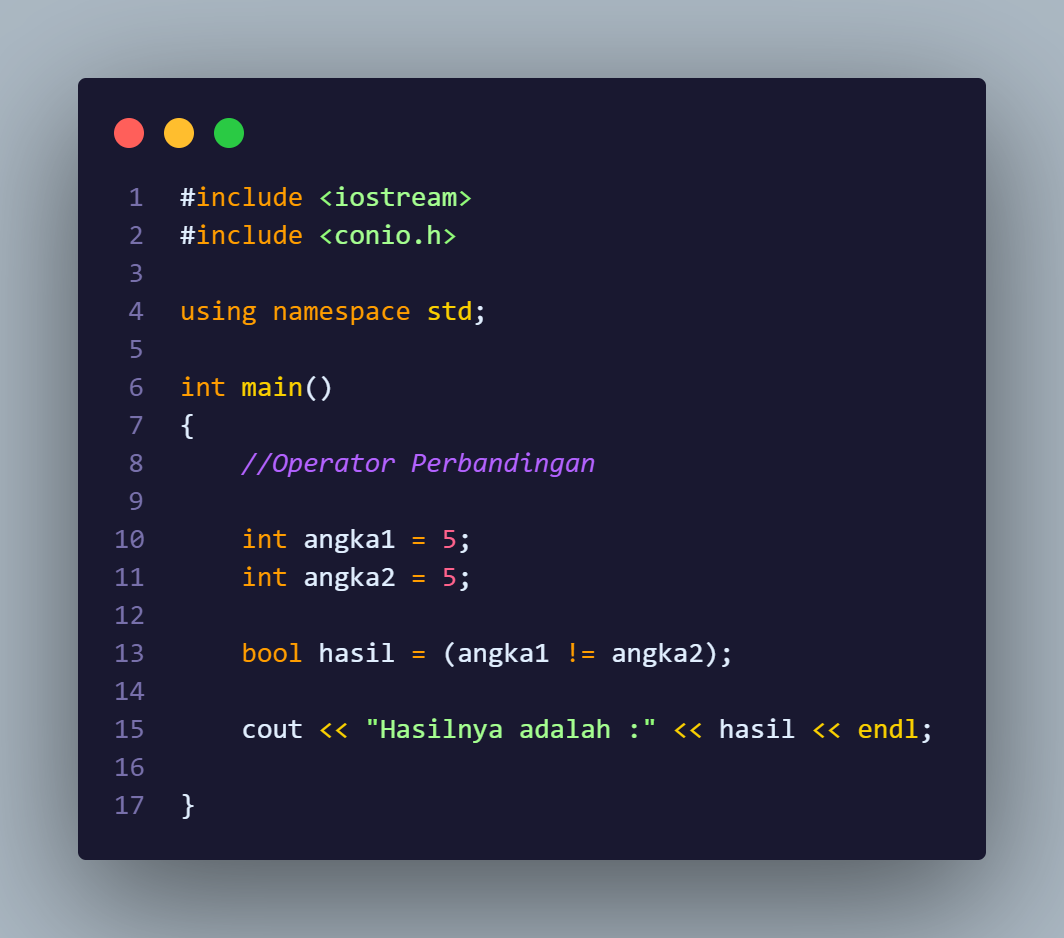 1 #include <iostream>
2 #include <conio.h>
3
4 using namespace std;
5
6 int main()
7 {
8     //Operator Perbandingan
9
10     int angka1 = 5;
11     int angka2 = 5;
12
13     bool hasil = (angka1 != angka2);
14
15     cout << "Hasilnya adalah :" << hasil << endl;
16
17 }